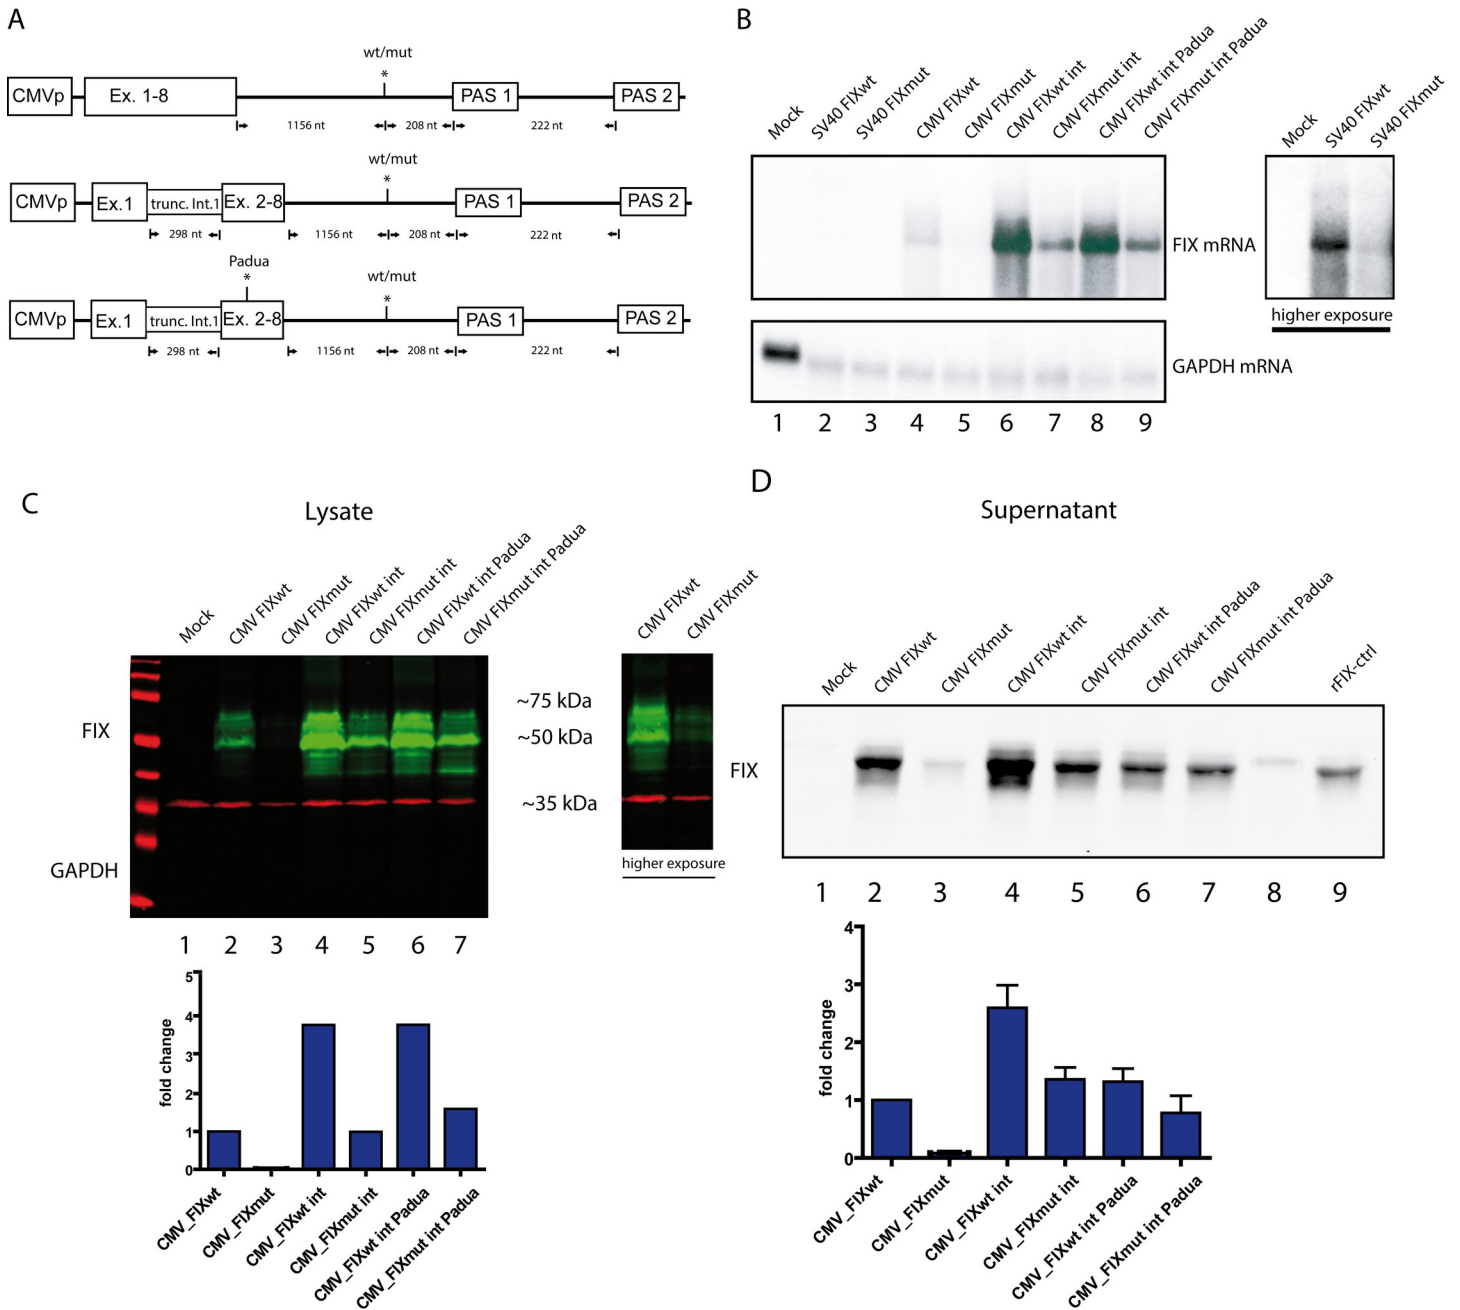 A
wt/mut
*
CMVp Ex. 1-8 PAS 1 PAS 2
1156 nt 208 nt 222 nt
wt/mut
*
CMVp Ex.1 trunc. Int.1 Ex. 2-8 PAS 1 PAS 2
298 nt 1156 nt 208 nt 222 nt
Padua
*
wt/mut
*
CMVp Ex.1 trunc. Int.1 Ex. 2-8 PAS 1 PAS 2
298 nt 1156 nt 208 nt 222 nt
B
Mock
SV40 FIXwt
SV40 FIXmut
CMV FIXwt
CMV FIXmut
CMV FIXwt int
CMV FIXmut int
CMV FIXwt int Padua
CMV FIXmut int Padua
Mock
SV40 FIXwt
SV40 FIXmut
FIX mRNA
higher exposure
GAPDH mRNA
1 2 3 4 5 6 7 8 9
C
Lysate
Mock
CMV FIXwt
CMV FIXmut
CMV FIXwt int
CMV FIXmut int
CMV FIXwt int Padua
CMV FIXmut int Padua
CMV FIXwt
CMV FIXmut
FIX
GAPDH
~75 kDa
~50 kDa
~35 kDa
higher exposure
1 2 3 4 5 6 7
fold change
5
4
3
2
1
0
CMV_FIXwt
CMV_FIXmut
CMV_FIXwt int
CMV_FIXmut int
CMV_FIXwt int Padua
CMV_FIXmut int Padua
D
Supernatant
Mock
CMV FIXwt
CMV FIXmut
CMV FIXwt int
CMV FIXmut int
CMV FIXwt int Padua
CMV FIXmut int Padua
rFIX-ctrl
FIX
1 2 3 4 5 6 7 8 9
fold change
4
3
2
1
0
CMV_FIXwt
CMV_FIXmut
CMV_FIXwt int
CMV_FIXmut int
CMV_FIXwt int Padua
CMV_FIXmut int Padua